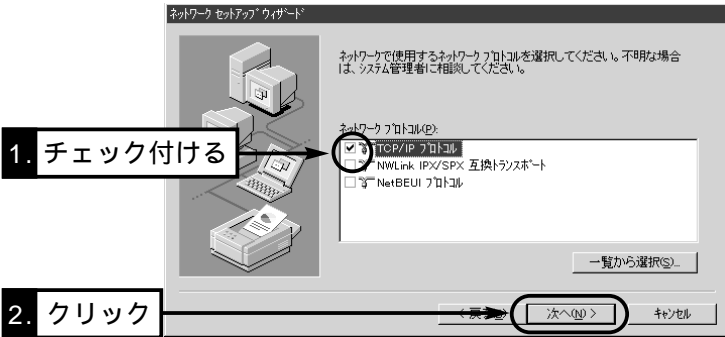 ネットワーク セットアップ ウィザード
ネットワークで使用するネットワーク プロトコルを選択してください。不明な場合
は、システム管理者に相談してください。
ネットワーク プロトコル(P):
1. チェック付ける
TCP/IP プロトコル
NWLink IPX/SPX 互換トランスポート
NetBEUI プロトコル
一覧から選択(S)...
2. クリック
次へ(N) >
キャンセル